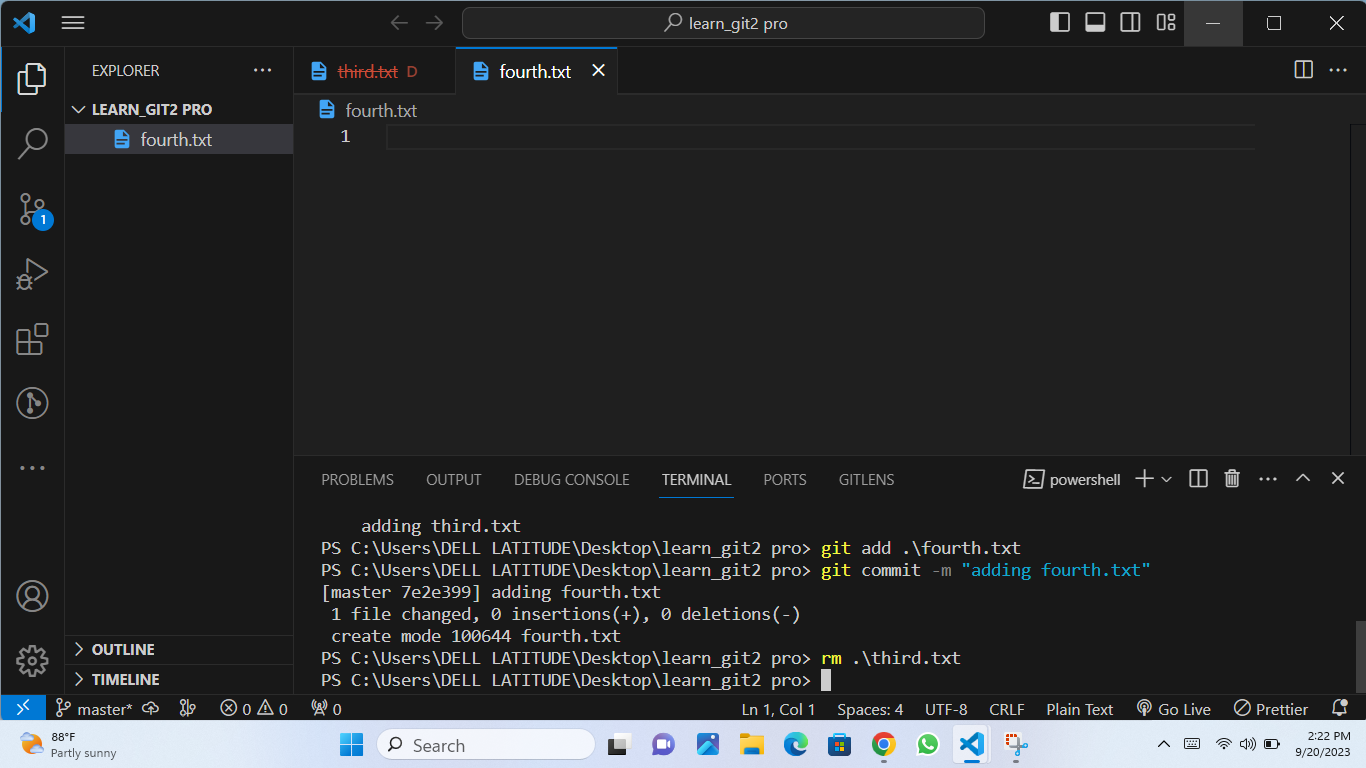 learn_git2 pro
EXPLORER
LEARN_GIT2 PRO
fourth.txt
1
OUTLINE
TIMELINE
third.txt D
fourth.txt
fourth.txt
1
PROBLEMS OUTPUT DEBUG CONSOLE TERMINAL PORTS GITLENS
powershell
adding third.txt
PS C:\Users\DELL LATITUDE\Desktop\learn_git2 pro> git add .\fourth.txt
PS C:\Users\DELL LATITUDE\Desktop\learn_git2 pro> git commit -m "adding fourth.txt"
[master 7e2e399] adding fourth.txt
1 file changed, 0 insertions(+), 0 deletions(-)
create mode 100644 fourth.txt
PS C:\Users\DELL LATITUDE\Desktop\learn_git2 pro> rm .\third.txt
PS C:\Users\DELL LATITUDE\Desktop\learn_git2 pro>
master* 0 0 0 Ln 1, Col 1 Spaces: 4 UTF-8 CRLF Plain Text Go Live Prettier
88°F
Partly sunny
Search
2:22 PM
9/20/2023